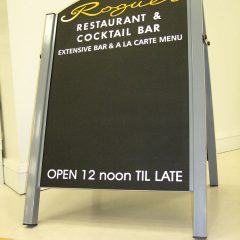 Rogues
RESTAURANT &
COCKTAIL BAR
EXTENSIVE BAR & A LA CARTE MENU
OPEN 12 noon TIL LATE